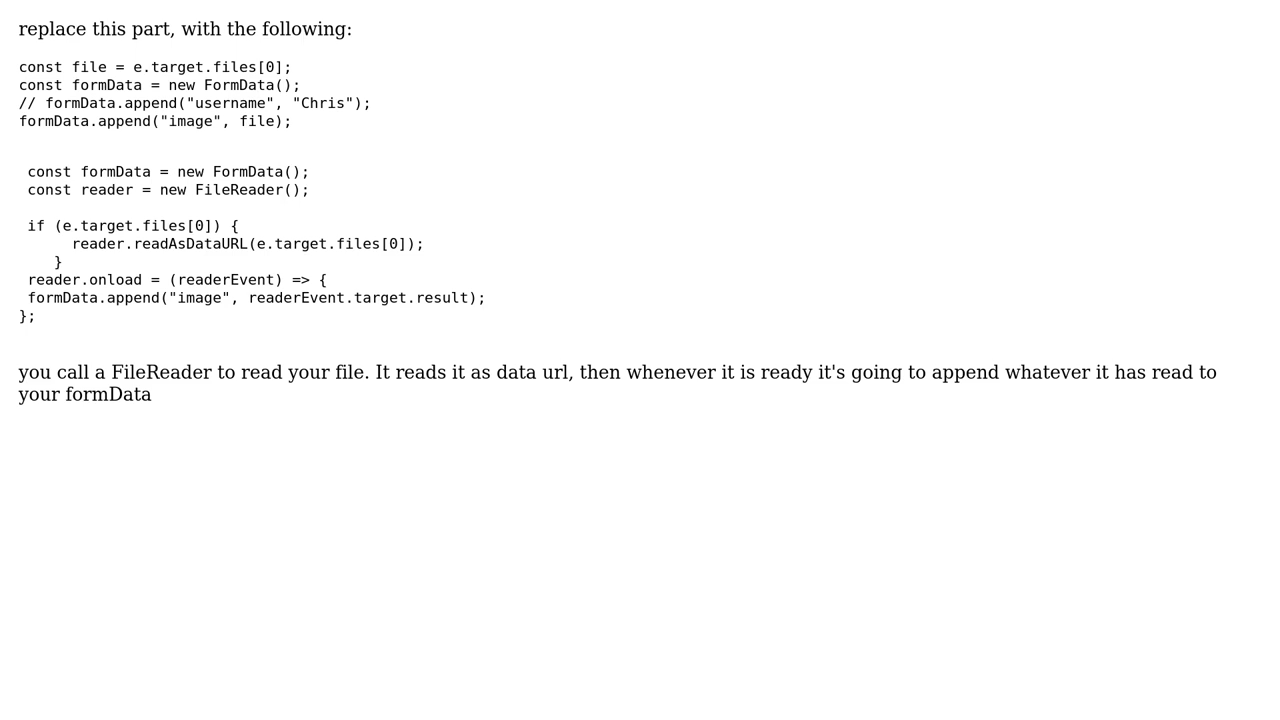 replace this part, with the following:
const file = e.target.files[0];
const formData = new FormData();
// formData.append("username", "Chris");
formData.append("image", file);
const formData = new FormData();
const reader = new FileReader();
if (e.target.files[0]) {
reader.readAsDataURL(e.target.files[0]);
}
reader.onload = (readerEvent) => {
formData.append("image", readerEvent.target.result);
};
you call a FileReader to read your file. It reads it as data url, then whenever it is ready it's going to append whatever it has read to
your formData